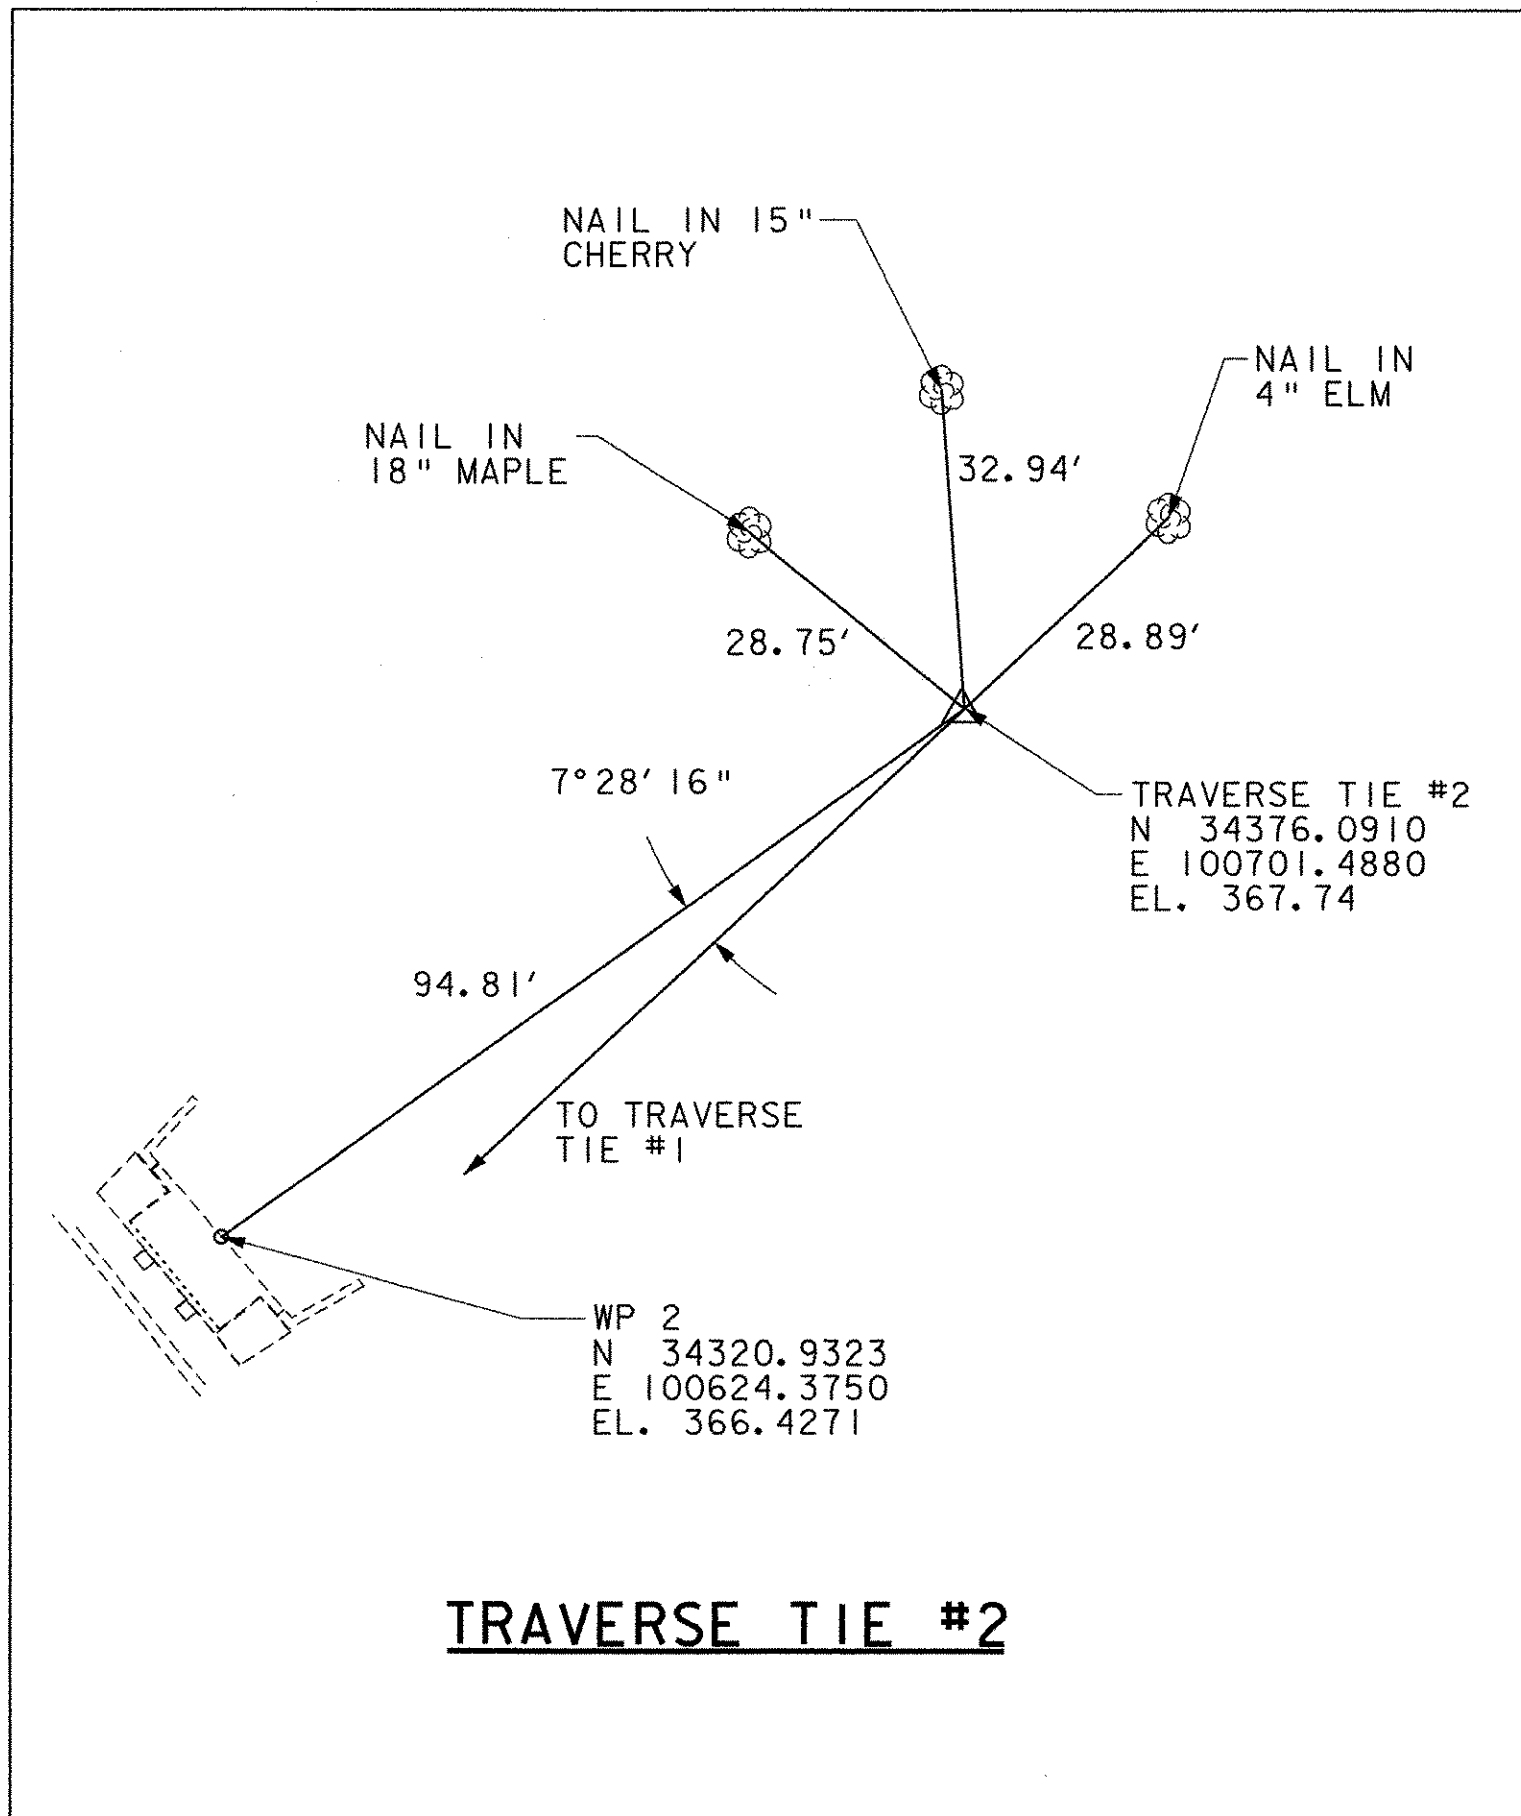 NAIL IN 15"
CHERRY
NAIL IN
4" ELM
NAIL IN
18" MAPLE
32.94'
28.75'
28.89'
7°28'16"
TRAVERSE TIE #2
N 34376.0910
E 100701.4880
EL. 367.74
94.81'
TO TRAVERSE
TIE #1
WP 2
N 34320.9323
E 100624.3750
EL. 366.4271
TRAVERSE TIE #2